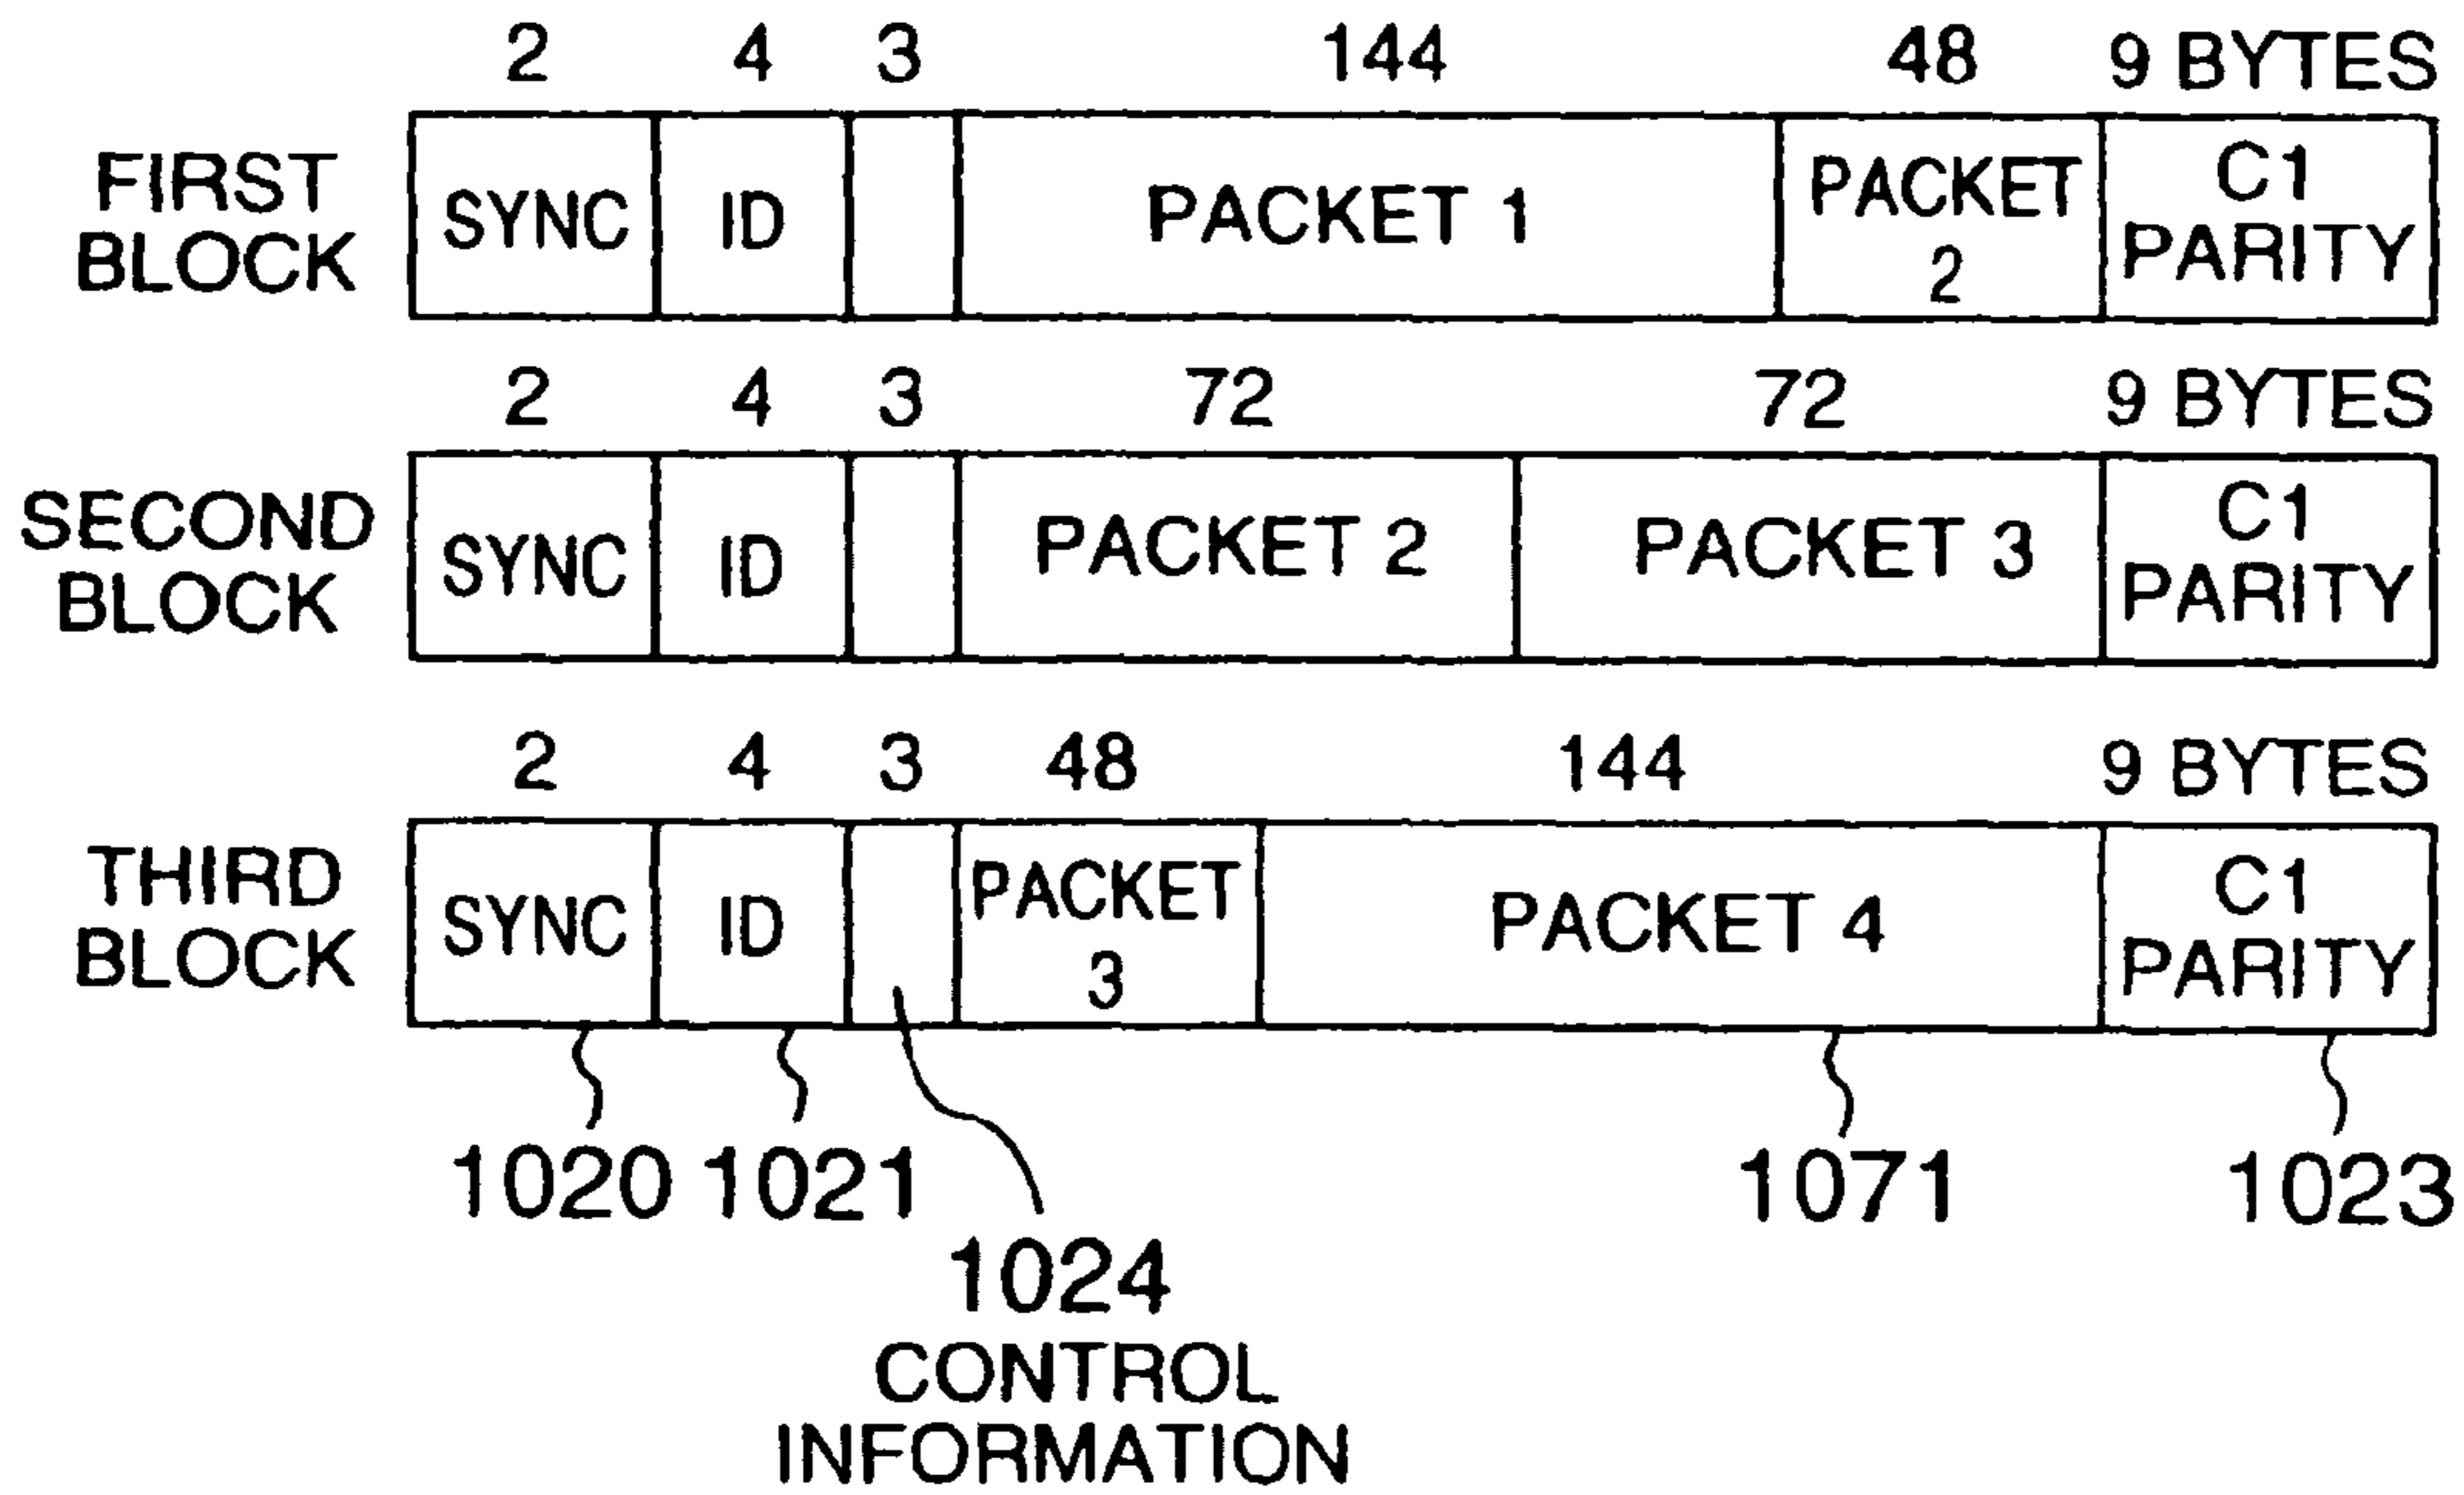 2 4 3 144 48 9 BYTES
FIRST BLOCK
SYNC ID PACKET 1 PACKET 2 C1 PARITY
2 4 3 72 72 9 BYTES
SECOND BLOCK
SYNC ID PACKET 2 PACKET 3 C1 PARITY
2 4 3 48 144 9 BYTES
THIRD BLOCK
SYNC ID PACKET 3 PACKET 4 C1 PARITY
1020 1021 1071 1023
1024
CONTROL
INFORMATION